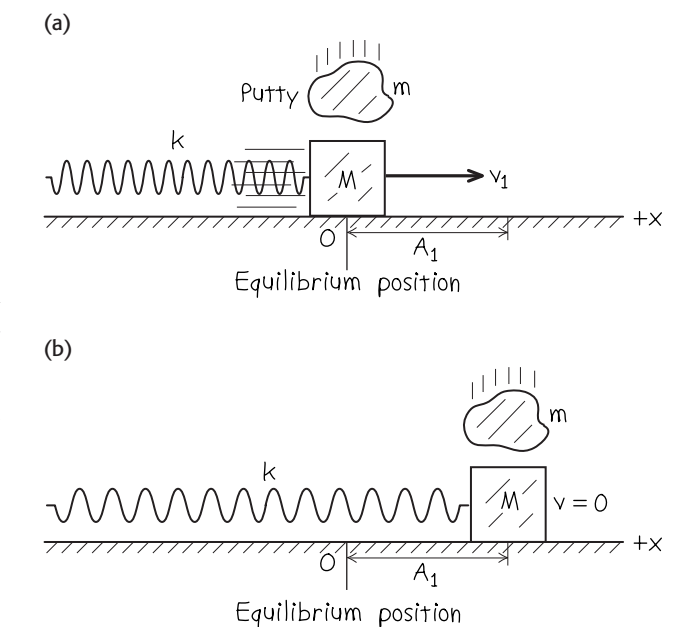 (a)
Putty m
k
M v₁
+x
O A₁
Equilibrium position
(b)
m
k
M v = 0
+x
O A₁
Equilibrium position